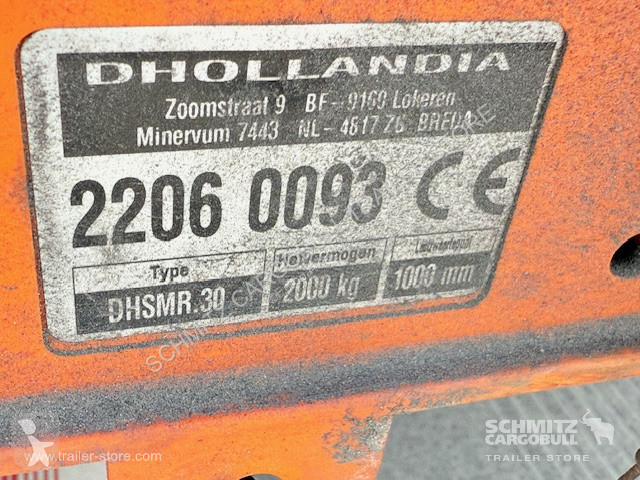 DHOLLANDIA
Zoomstraat 9 BE - 9160 Lokeren
Minervum 7443 NL - 4817 ZG BREDA
2206 0093 CE
Type
Hefvermogen
DHSMR.30
2000 kg
1000 mm
www.trailer-store.com
SCHMITZ
CARGOBULL
TRAILER STORE